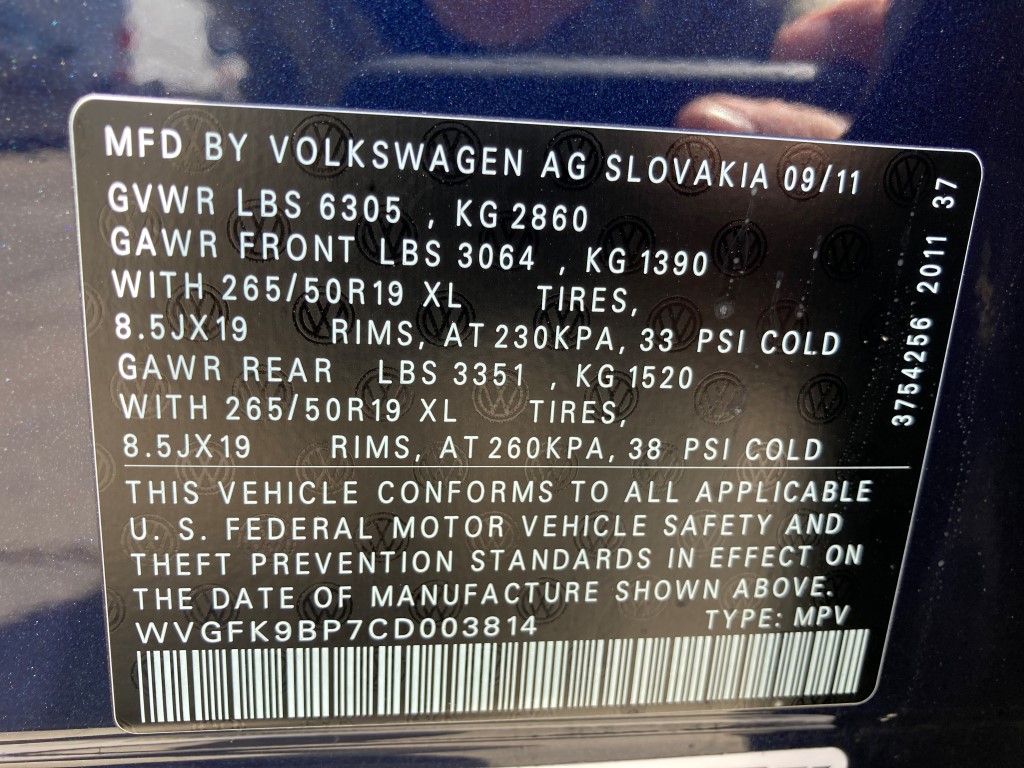 MFD BY VOLKSWAGEN AG SLOVAKIA 09/11
GVWR LBS 6305 , KG 2860
GAWR FRONT LBS 3064 , KG 1390
WITH 265/50R19 XL TIRES,
8.5JX19 RIMS, AT 230KPA, 33 PSI COLD
GAWR REAR LBS 3351 , KG 1520
WITH 265/50R19 XL TIRES,
8.5JX19 RIMS, AT 260KPA, 38 PSI COLD
THIS VEHICLE CONFORMS TO ALL APPLICABLE
U. S. FEDERAL MOTOR VEHICLE SAFETY AND
THEFT PREVENTION STANDARDS IN EFFECT ON
THE DATE OF MANUFACTURE SHOWN ABOVE.
WVGFK9BP7CD003814 TYPE: MPV
3754256 2011 37